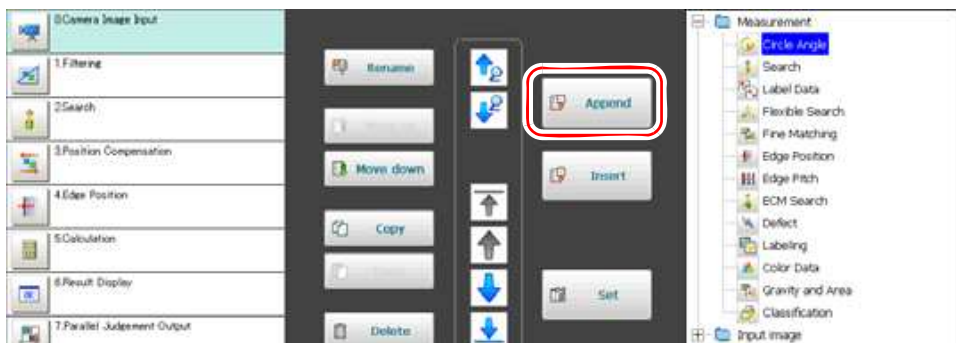 0.Camera Image Input
1.Filtering
2.Search
3.Position Compensation
4.Edge Position
5.Calculation
6.Result Display
7.Parallel Judgement Output
Rename
Move down
Copy
Delete
Append
Insert
Set
Measurement
Circle Angle
Search
Label Data
Flexible Search
Fine Matching
Edge Position
Edge Pitch
ECM Search
Defect
Labeling
Color Data
Gravity and Area
Classification
Input image